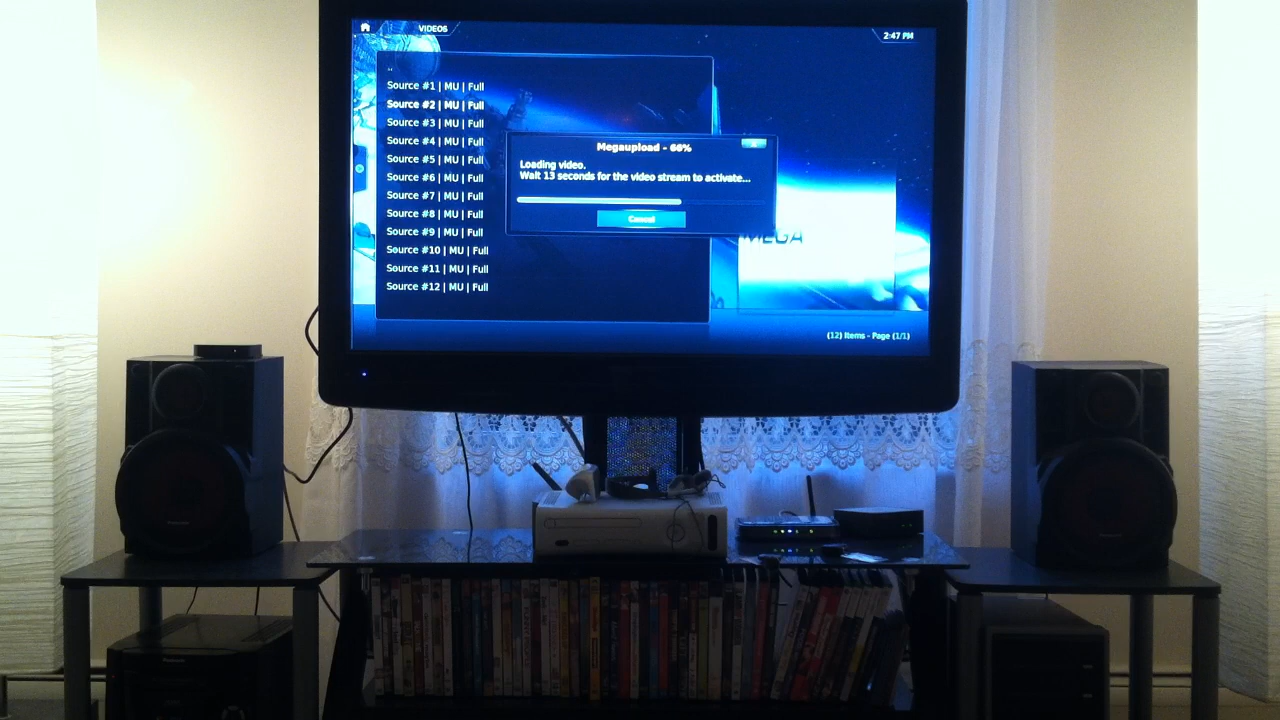 VIDEOS
2:47 PM
..
Source #1 | MU | Full
Source #2 | MU | Full
Source #3 | MU | Full
Source #4 | MU | Full
Source #5 | MU | Full
Source #6 | MU | Full
Source #7 | MU | Full
Source #8 | MU | Full
Source #9 | MU | Full
Source #10 | MU | Full
Source #11 | MU | Full
Source #12 | MU | Full
Megaupload - 66%
Loading video.
Wait 13 seconds for the video stream to activate...
Cancel
MEGA
(12) Items - Page (1/1)
Panasonic